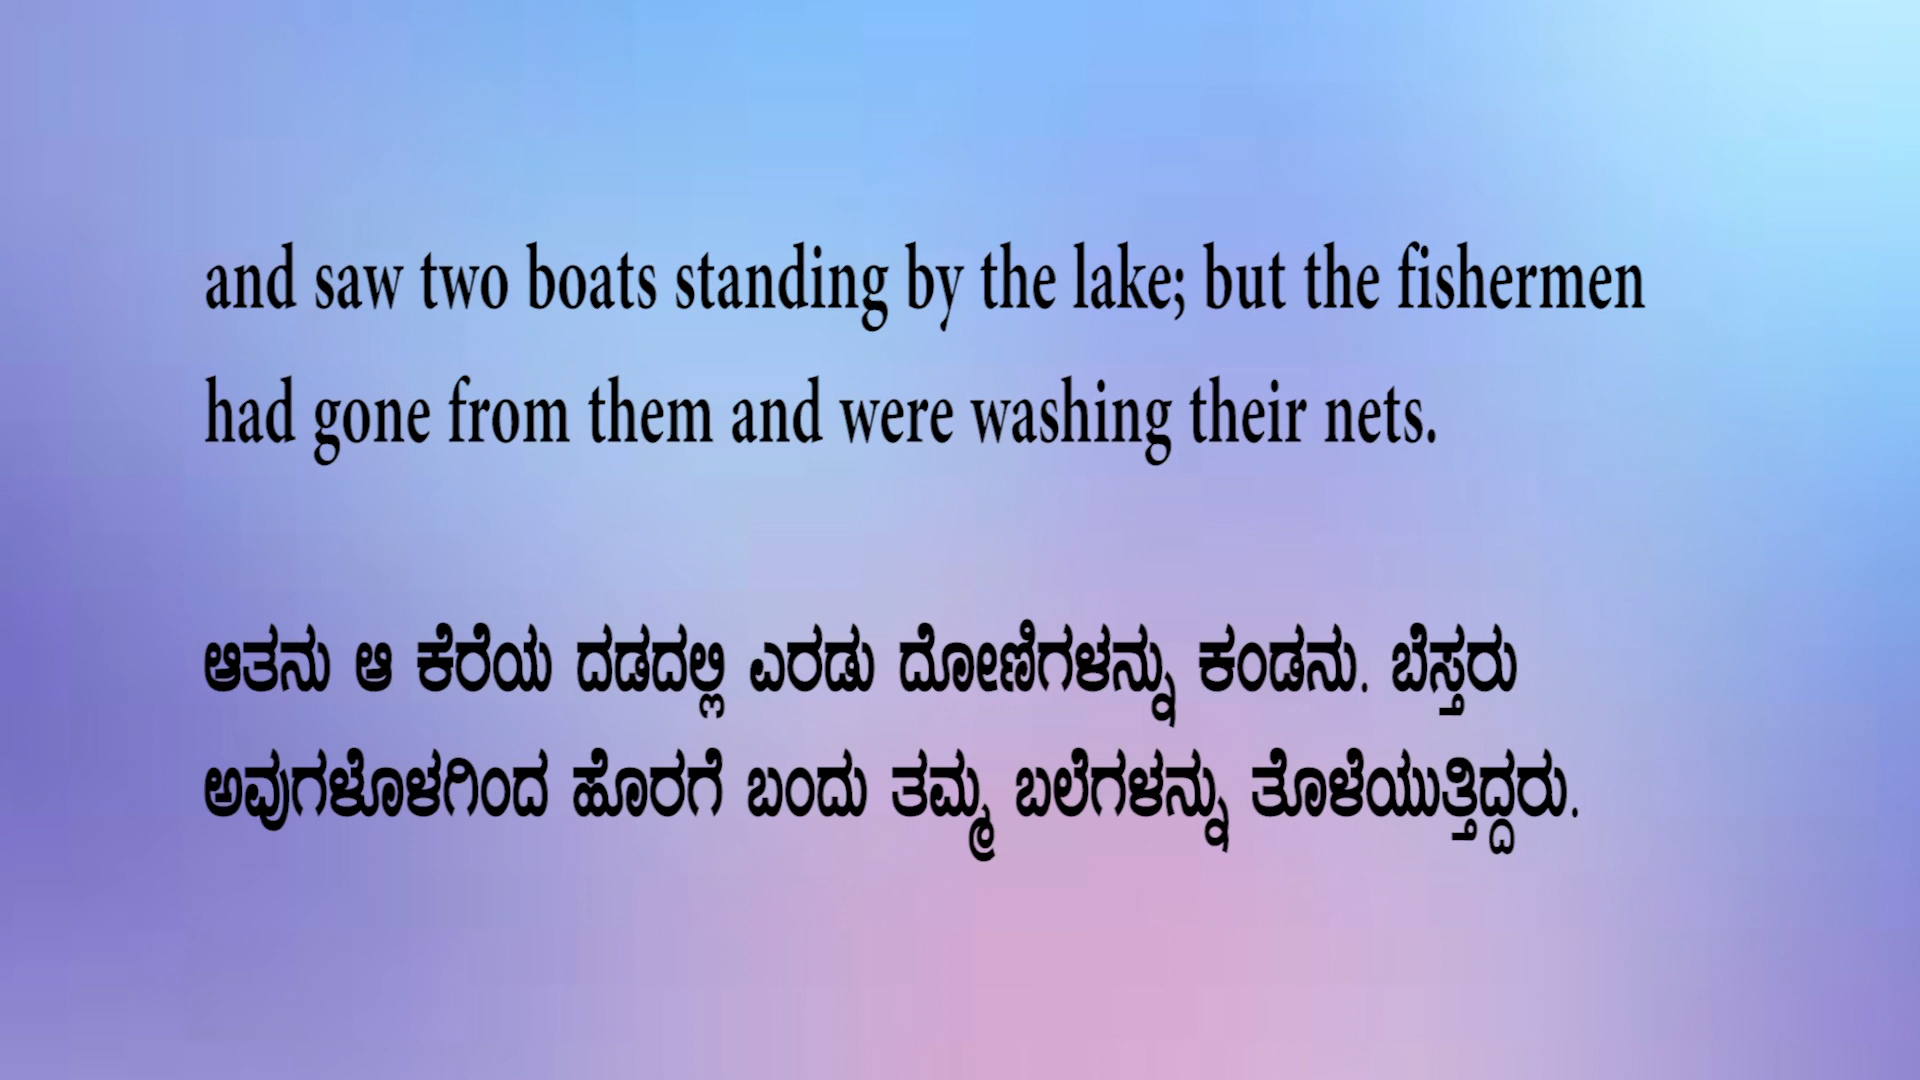 and saw two boats standing by the lake; but the fishermen
had gone from them and were washing their nets.
ಆತನು ಆ ಕೆರೆಯ ದಡದಲ್ಲಿ ಎರಡು ದೋಣಿಗಳನ್ನು ಕಂಡನು. ಬೆಸ್ತರು
ಅವುಗಳೊಳಗಿಂದ ಹೊರಗೆ ಬಂದು ತಮ್ಮ ಬಲೆಗಳನ್ನು ತೊಳೆಯುತ್ತಿದ್ದರು.